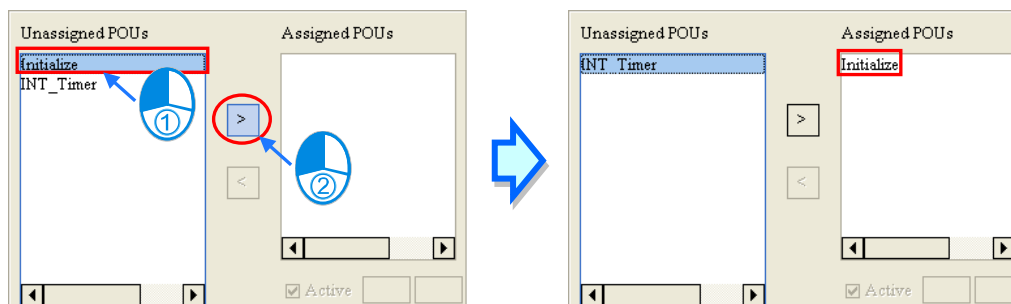 Unassigned POUs
Assigned POUs
Initialize
INT_Timer
①
>
②
<
Active
Unassigned POUs
Assigned POUs
INT_Timer
Initialize
>
<
Active